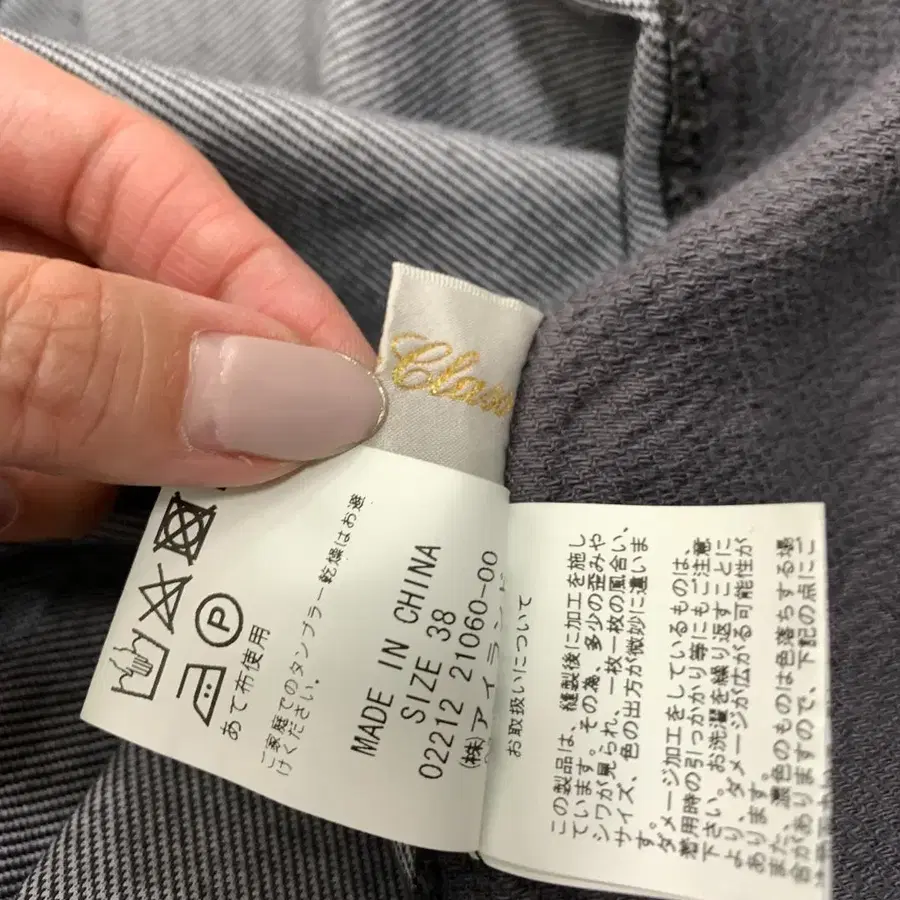 Class
あて布使用
ご家庭でのタンブラー乾燥はお避
けください。
MADE IN CHINA
SIZE 38
02212 21060-00
(株)アイランド
お取扱いについて
この製品は、縫製後に加工を施し
ています。その為、多少の歪みや
シワが見られ、一枚一枚の風合い、
サイズ、色の出方が微妙に違いま
す。
ダメージ加工をしているものは、
着用時の引っかかり等にもご注意
下さい。お洗濯を繰り返すことに
より、ダメージが広がる可能性が
あります。
また、濃色のものは色落ちする場
合がありますので、下記の点にご
P